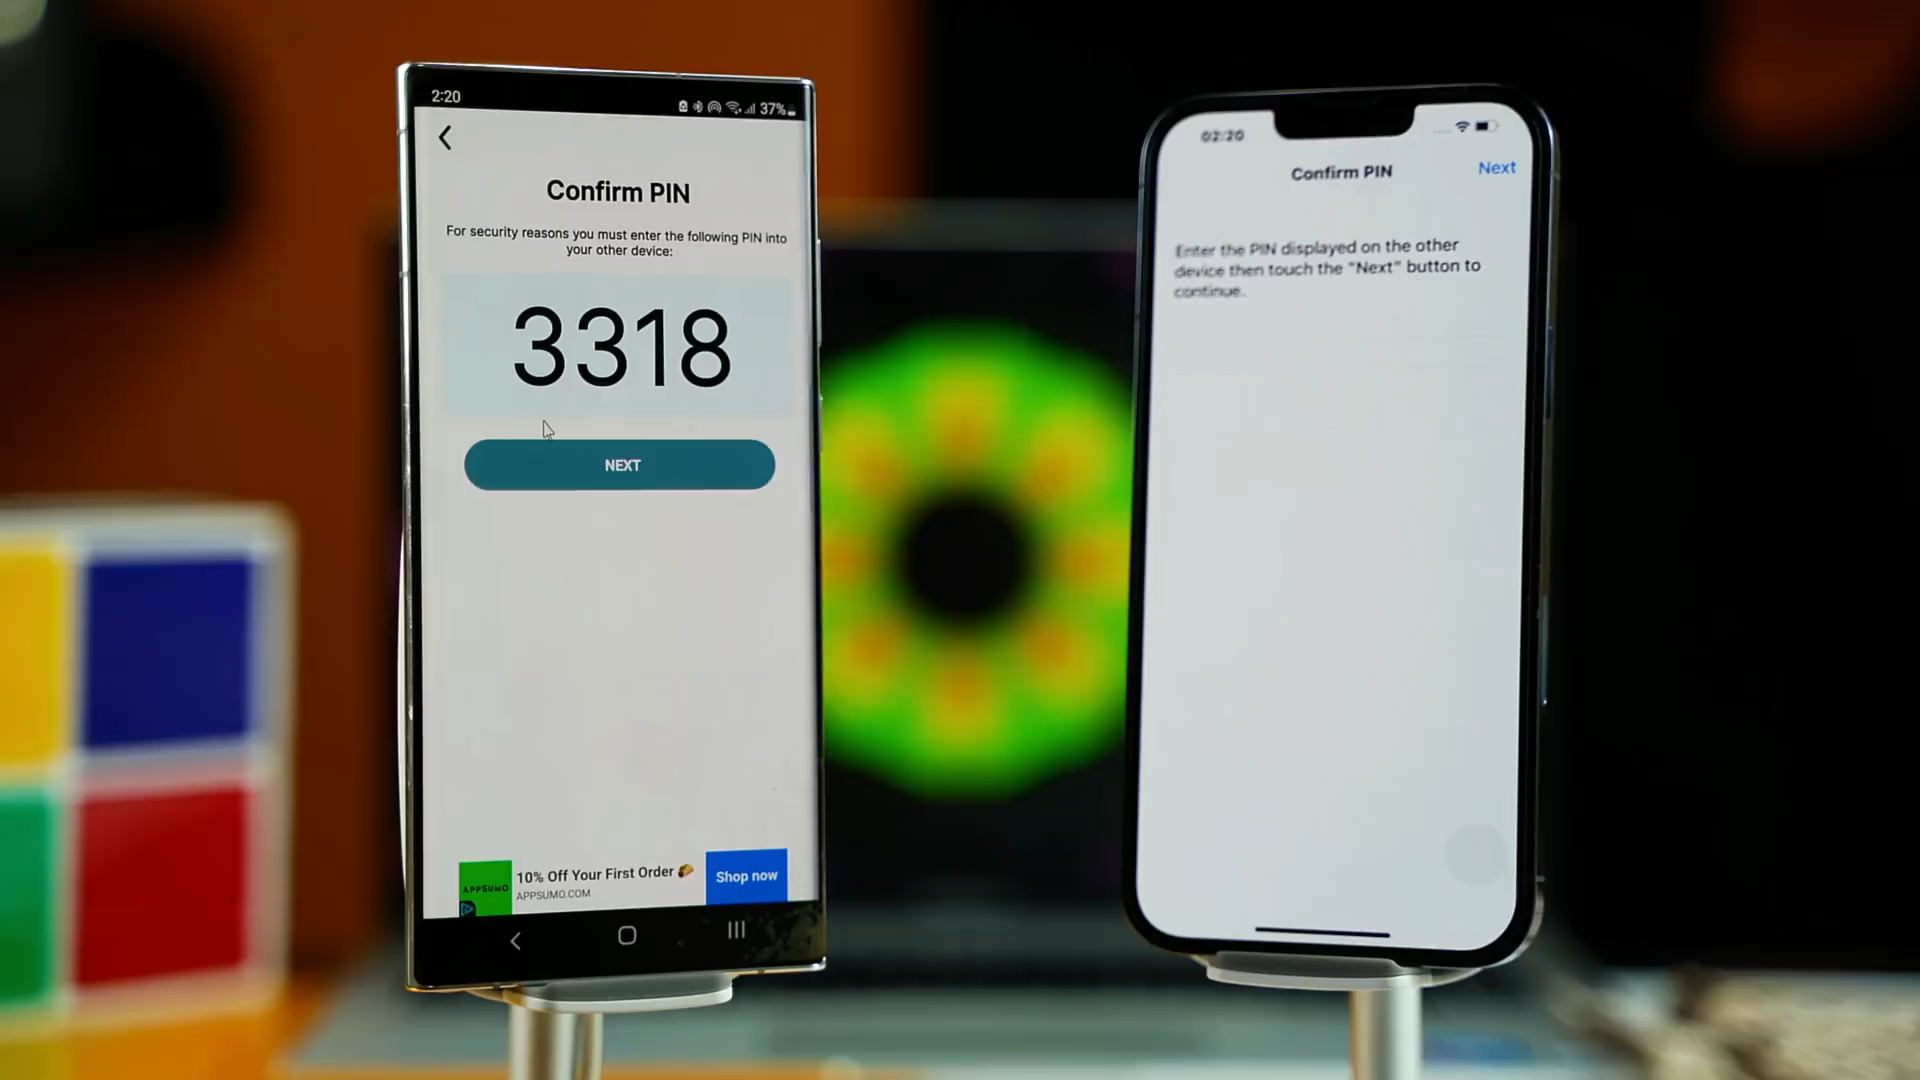 2:20
37%
Confirm PIN
For security reasons you must enter the following PIN into
your other device:
3318
NEXT
APPSUMO
10% Off Your First Order 🌮
APPSUMO.COM
Shop now
02:20
Confirm PIN
Next
Enter the PIN displayed on the other
device then touch the "Next" button to
continue.